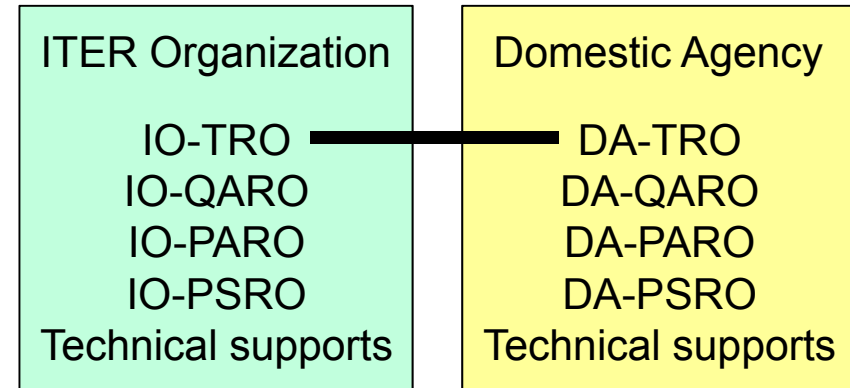 ITER Organization
IO-TRO
IO-QARO
IO-PARO
IO-PSRO
Technical supports
Domestic Agency
DA-TRO
DA-QARO
DA-PARO
DA-PSRO
Technical supports